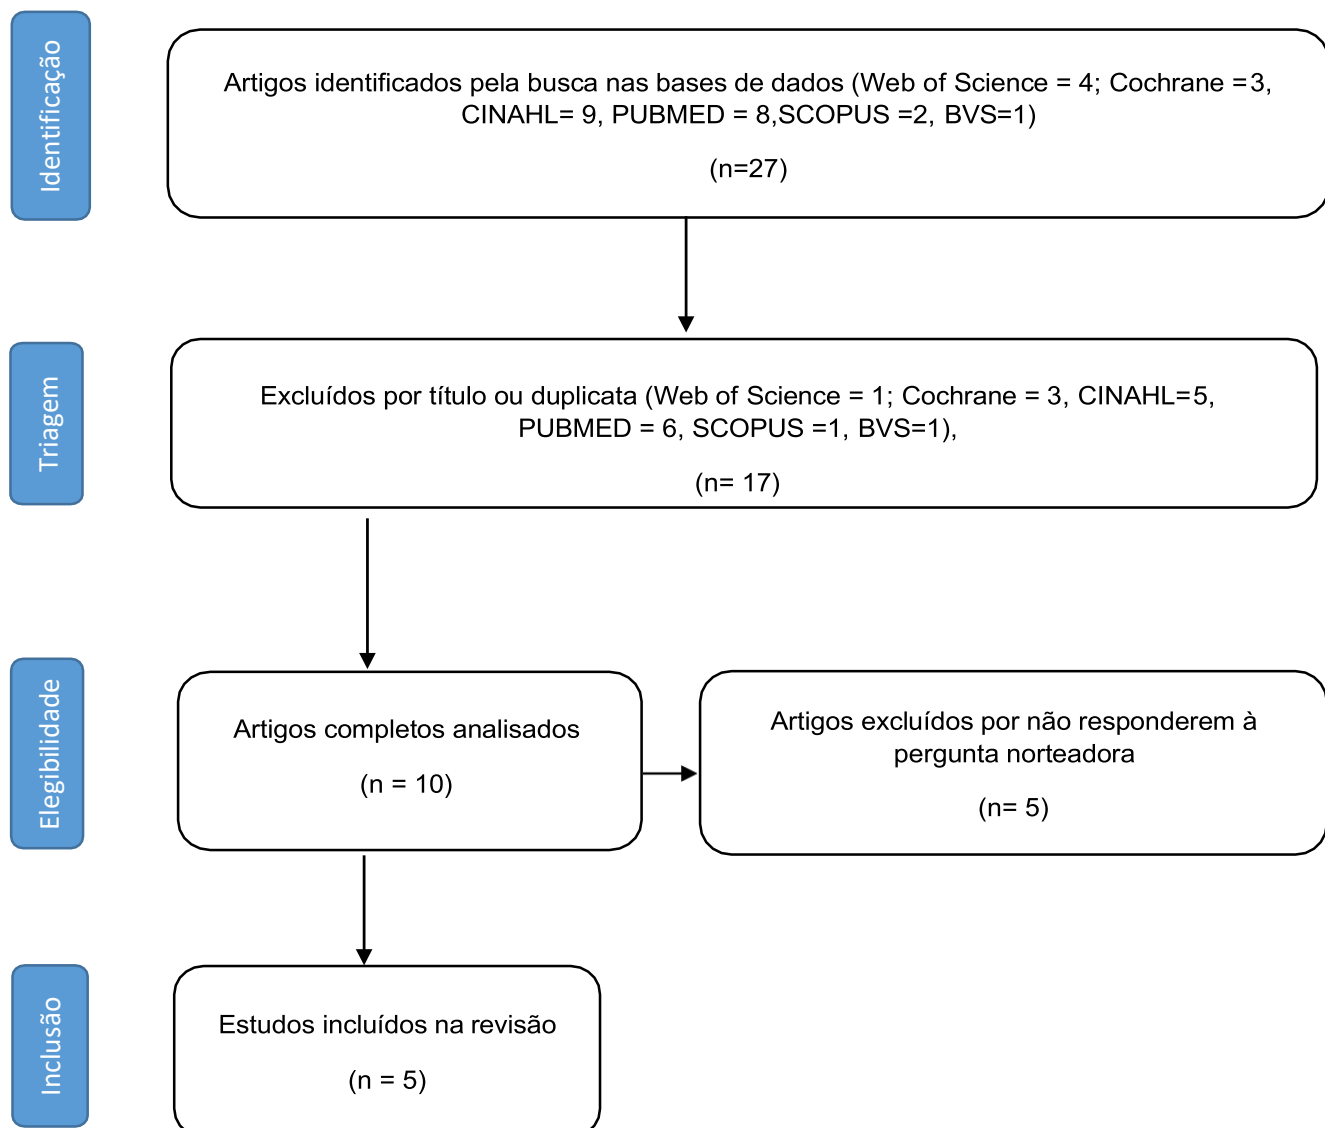 Identificação
Artigos identificados pela busca nas bases de dados (Web of Science = 4; Cochrane =3,
CINAHL= 9, PUBMED = 8,SCOPUS =2, BVS=1)
(n=27)
Triagem
Excluídos por título ou duplicata (Web of Science = 1; Cochrane = 3, CINAHL=5,
PUBMED = 6, SCOPUS =1, BVS=1),
(n= 17)
Elegibilidade
Artigos completos analisados
(n = 10)
Artigos excluídos por não responderem à
pergunta norteadora
(n= 5)
Inclusão
Estudos incluídos na revisão
(n = 5)